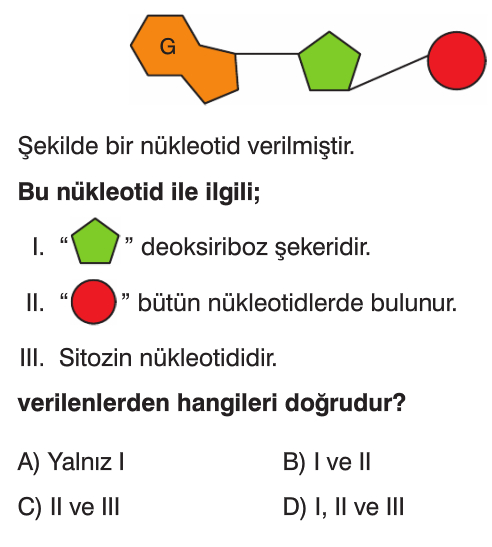 G
Şekilde bir nükleotid verilmiştir.
Bu nükleotid ile ilgili;
I. “ ” deoksiriboz şekeridir.
II. “ ” bütün nükleotidlerde bulunur.
III. Sitozin nükleotididir.
verilenlerden hangileri doğrudur?
A) Yalnız I B) I ve II
C) II ve III D) I, II ve III